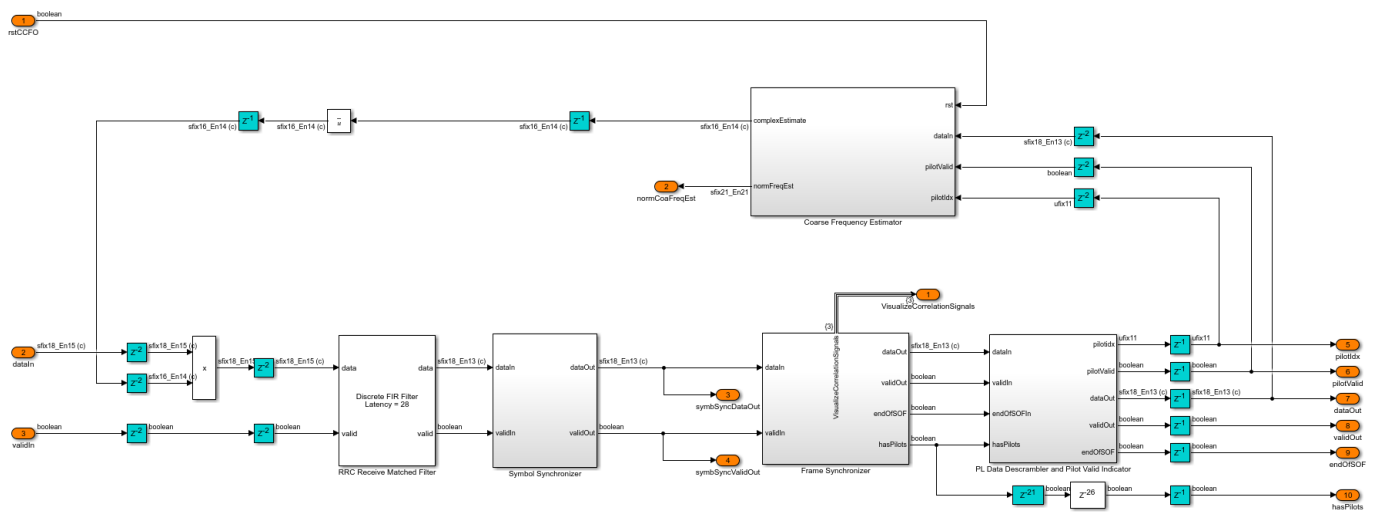 1
boolean
rstCCFO
rst
Z-1
sfix16_En14 (c)
sfix16_En14 (c)
Z-1
sfix16_En14 (c)
sfix16_En14 (c)
complexEstimate
dataIn
sfix18_En13 (c)
Z-2
pilotValid
boolean
Z-2
2
normCoaFreqEst
sfix21_En21
normFreqEst
pilotIdx
ufix11
Z-2
Coarse Frequency Estimator
{3}
1
VisualizeCorrelationSignals
{3}
VisualizeCorrelationSignals
2
dataIn
sfix18_En15 (c)
Z-2
sfix18_En15 (c)
Z-2
sfix16_En14 (c)
x
Z-2
sfix18_En15 (c)
data
data
sfix18_En13 (c)
Discrete FIR Filter
Latency = 28
3
validIn
boolean
Z-2
boolean
Z-2
boolean
valid
valid
boolean
RRC Receive Matched Filter
dataIn
dataOut
sfix18_En13 (c)
validIn
validOut
boolean
Symbol Synchronizer
3
symbSyncDataOut
4
symbSyncValidOut
dataIn
validIn
dataOut
sfix18_En13 (c)
validOut
boolean
endOfSOF
boolean
hasPilots
boolean
Frame Synchronizer
dataIn
validIn
endOfSOFIn
hasPilots
pilotIdx
ufix11
Z-1
ufix11
5
pilotIdx
pilotValid
boolean
Z-1
boolean
6
pilotValid
dataOut
sfix18_En13 (c)
Z-1
sfix18_En13 (c)
7
dataOut
validOut
boolean
Z-1
boolean
8
validOut
endOfSOF
boolean
Z-1
boolean
9
endOfSOF
PL Data Descrambler and Pilot Valid Indicator
Z-21
boolean
Z-26
boolean
Z-1
boolean
10
hasPilots